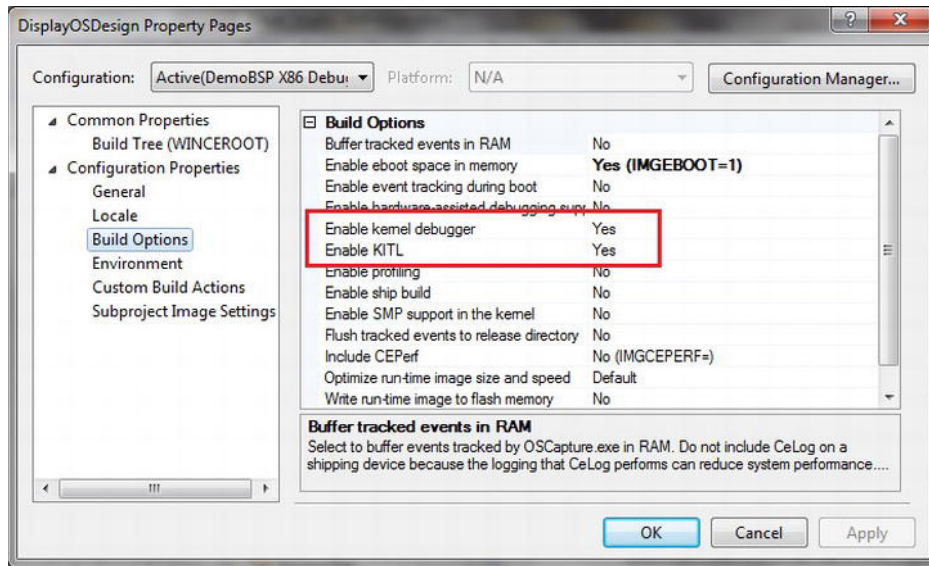 DisplayOSDesign Property Pages
Configuration: Active(DemoBSP X86 Debu Platform: N/A Configuration Manager...
Common Properties
Build Tree (WINCEROOT)
Configuration Properties
General
Locale
Build Options
Environment
Custom Build Actions
Subproject Image Settings
Build Options
Buffer tracked events in RAM No
Enable eboot space in memory Yes (IMGEBOOT=1)
Enable event tracking during boot No
Enable hardware-assisted debugging supp No
Enable kernel debugger Yes
Enable KITL Yes
Enable profiling No
Enable ship build No
Enable SMP support in the kernel No
Flush tracked events to release directory No
Include CEPerf No (IMGCEPERF=)
Optimize run-time image size and speed Default
Write run-time image to flash memory No
Buffer tracked events in RAM
Select to buffer events tracked by OSCapture.exe in RAM. Do not include CeLog on a
shipping device because the logging that CeLog performs can reduce system performance....
OK Cancel Apply